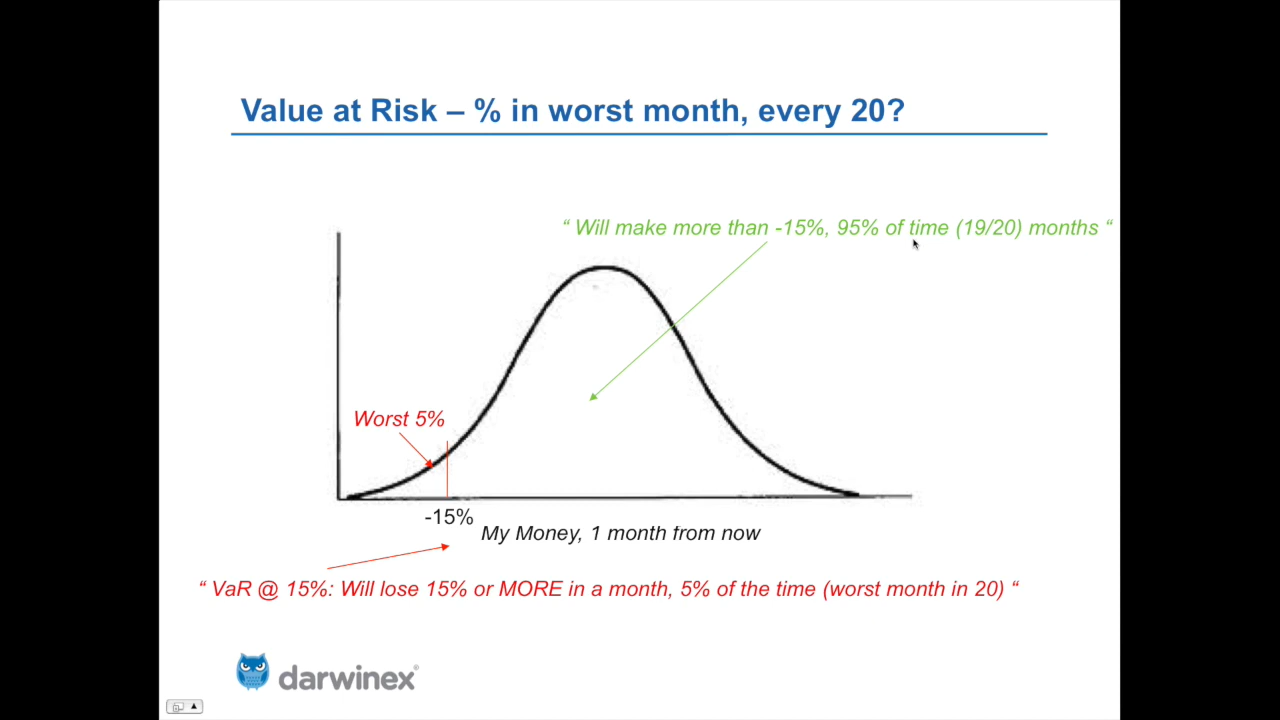 Value at Risk – % in worst month, every 20?
“ Will make more than -15%, 95% of time (19/20) months “
Worst 5%
-15%
My Money, 1 month from now
“ VaR @ 15%: Will lose 15% or MORE in a month, 5% of the time (worst month in 20) “
darwinex®